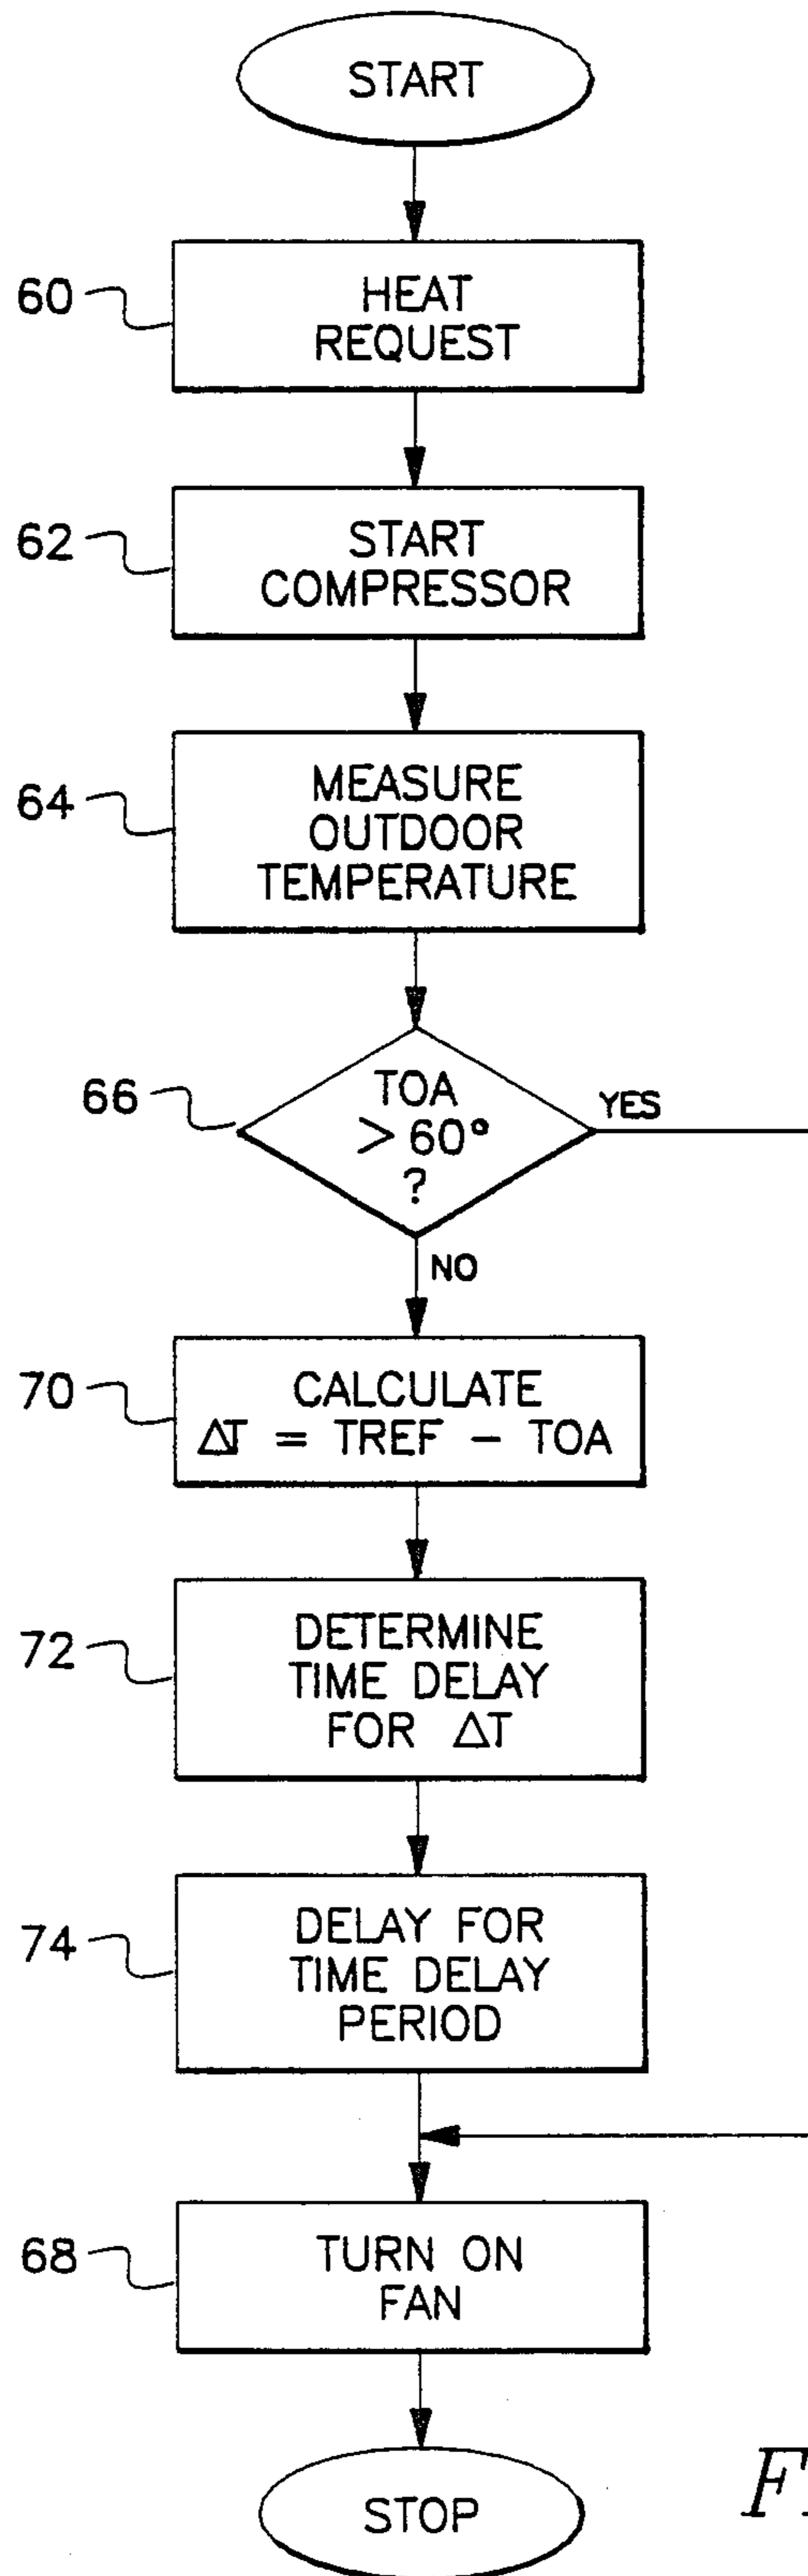 START
60
HEAT
REQUEST
62
START
COMPRESSOR
64
MEASURE
OUTDOOR
TEMPERATURE
66
TOA
> 60°
?
YES
NO
70
CALCULATE
ΔT = TREF - TOA
72
DETERMINE
TIME DELAY
FOR ΔT
74
DELAY FOR
TIME DELAY
PERIOD
68
TURN ON
FAN
STOP